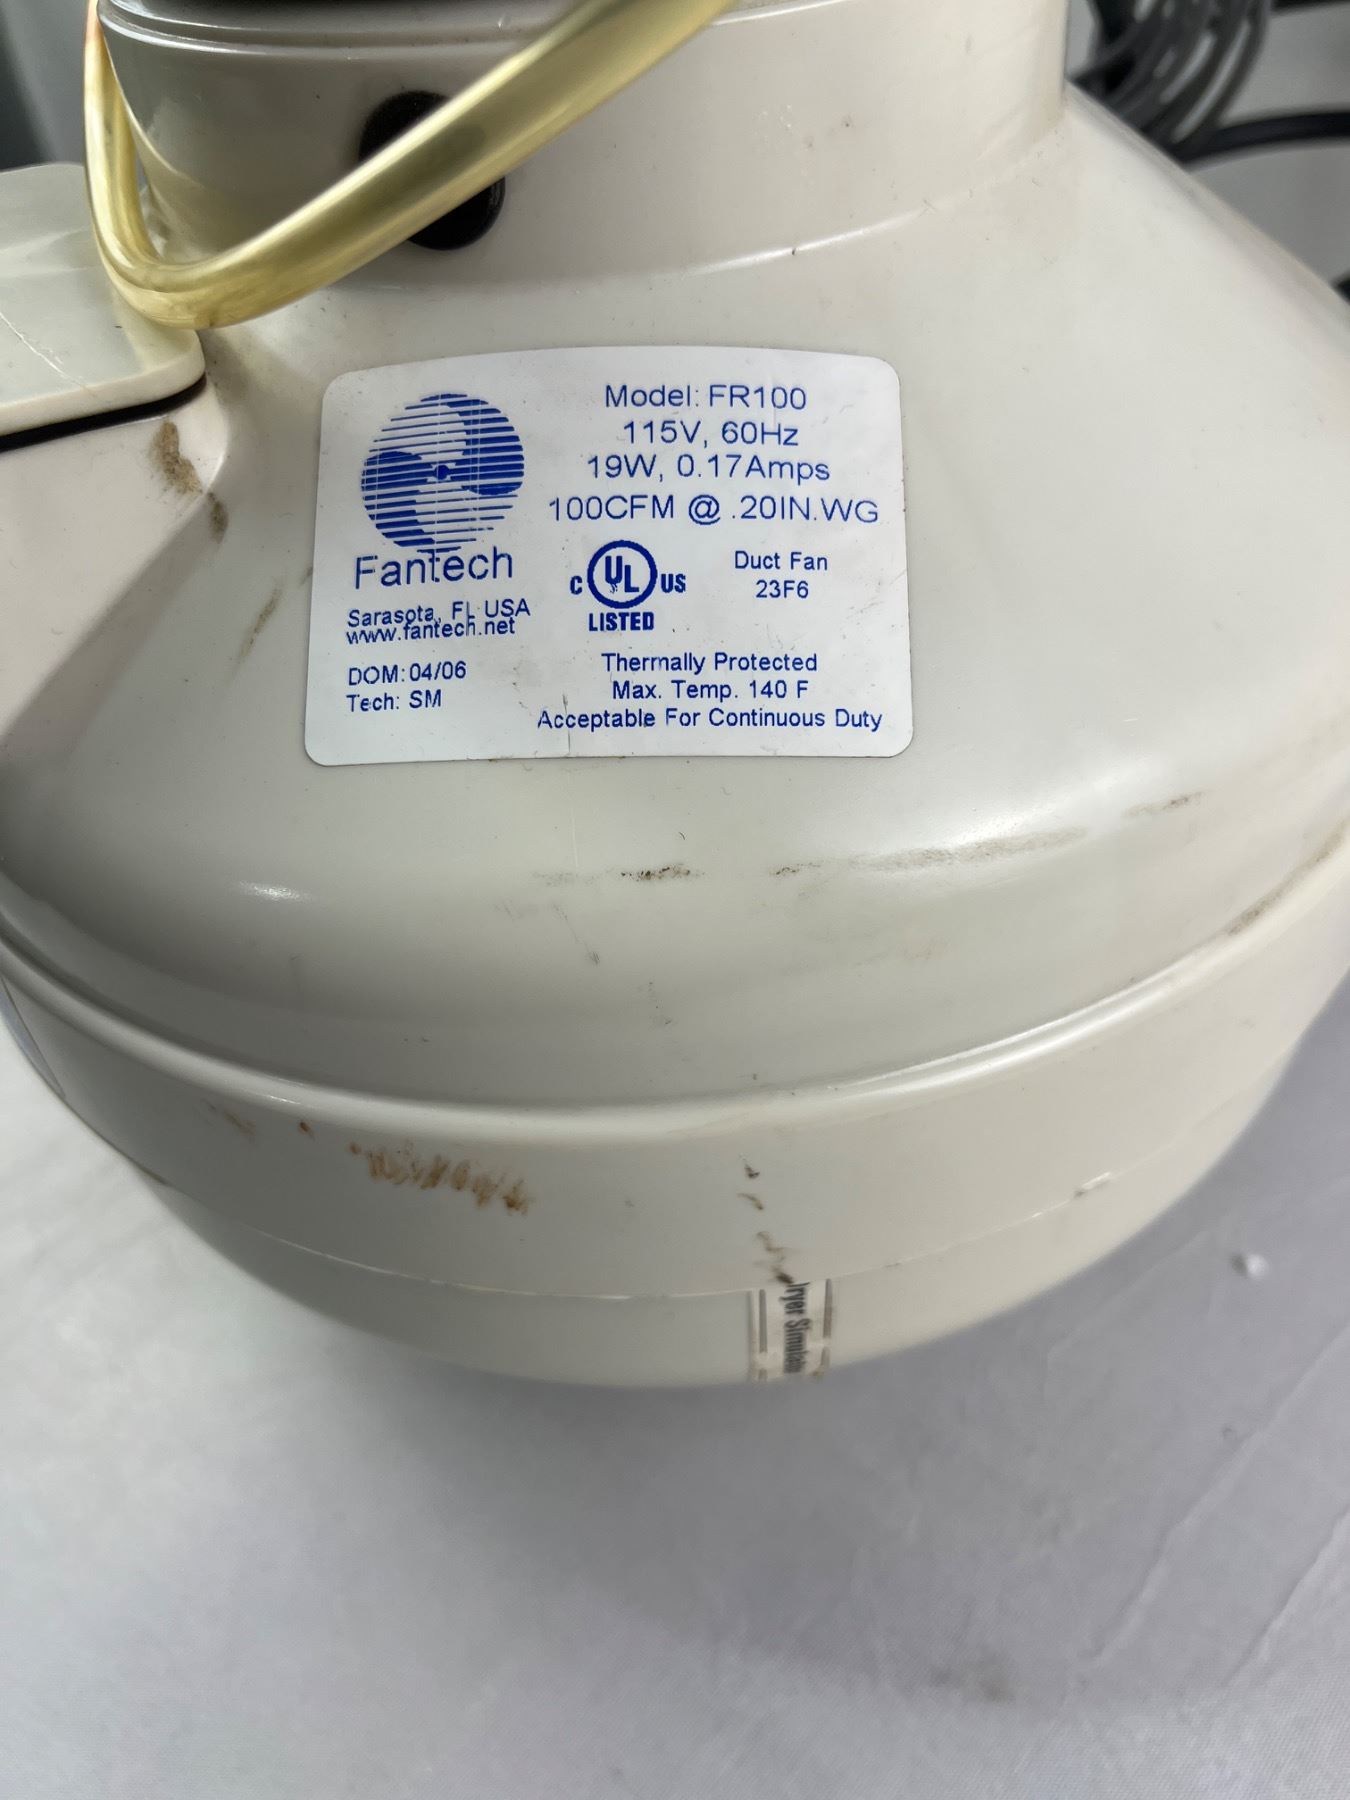 Model: FR100
115V, 60Hz
19W, 0.17Amps
100CFM @ .20IN.WG
Fantech
Sarasota, FL USA
www.fantech.net
DOM: 04/06
Tech: SM
C UL US
LISTED
Duct Fan
23F6
Thermally Protected
Max. Temp. 140 F
Acceptable For Continuous Duty